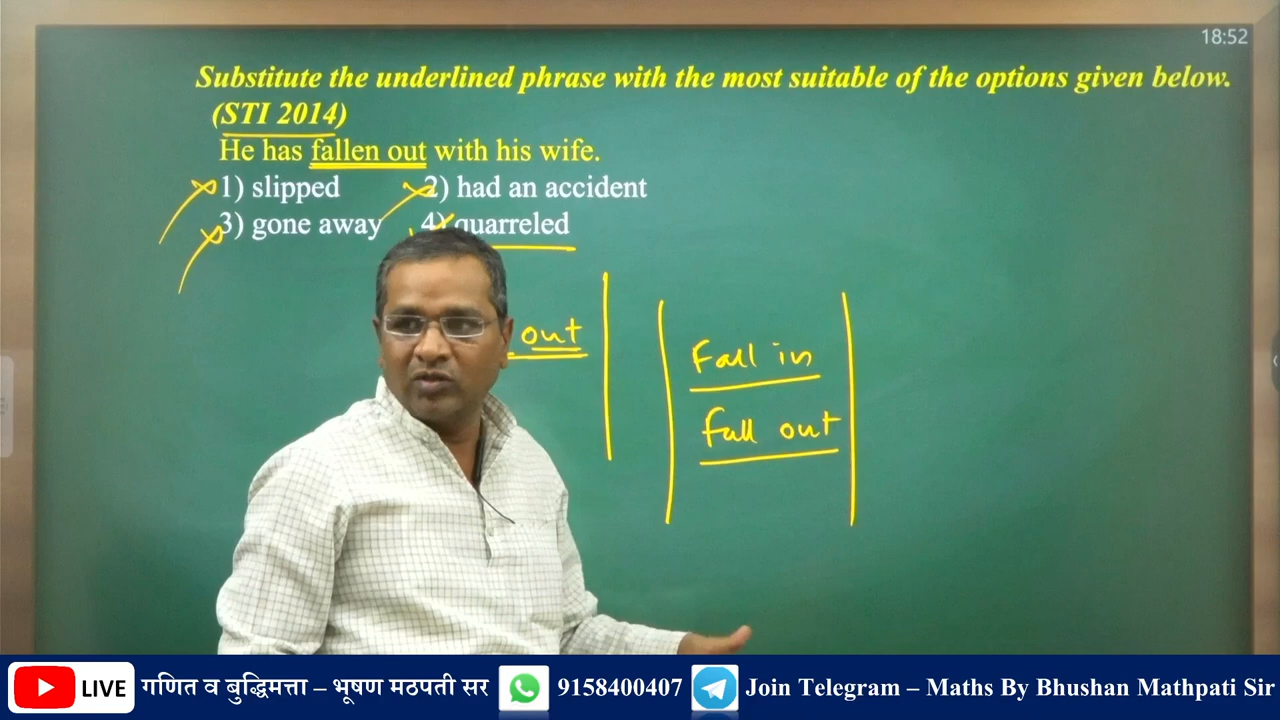 18:52
Substitute the underlined phrase with the most suitable of the options given below.
(STI 2014)
He has fallen out with his wife.
1) slipped 2) had an accident
3) gone away 4) quarreled
out
Fall in
Fall out
LIVE गणित व बुद्धिमत्ता – भूषण मठपती सर 9158400407 Join Telegram – Maths By Bhushan Mathpati Sir